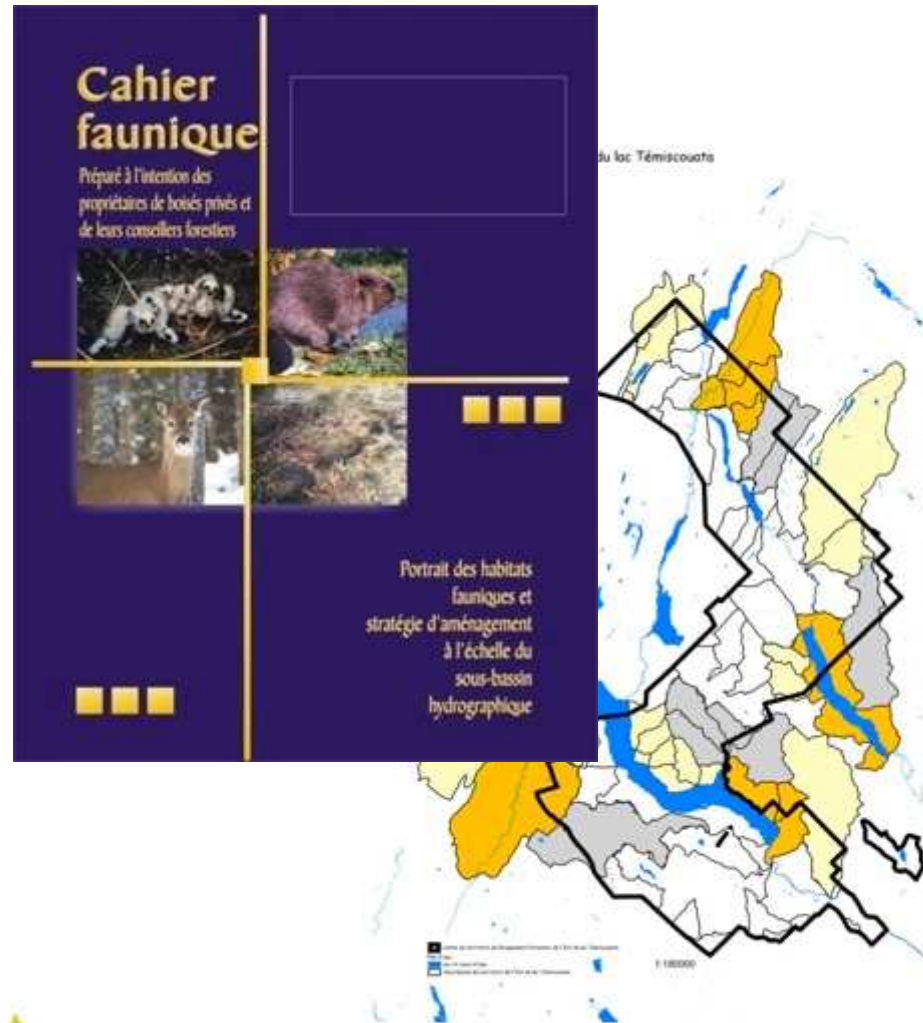 Cahier
faunique
Préparé à l'intention des
propriétaires de boisés privés et
de leurs conseillers forestiers
Portrait des habitats
fauniques et
stratégie d'aménagement
à l'échelle du
sous-bassin
hydrographique
du lac Témiscouata